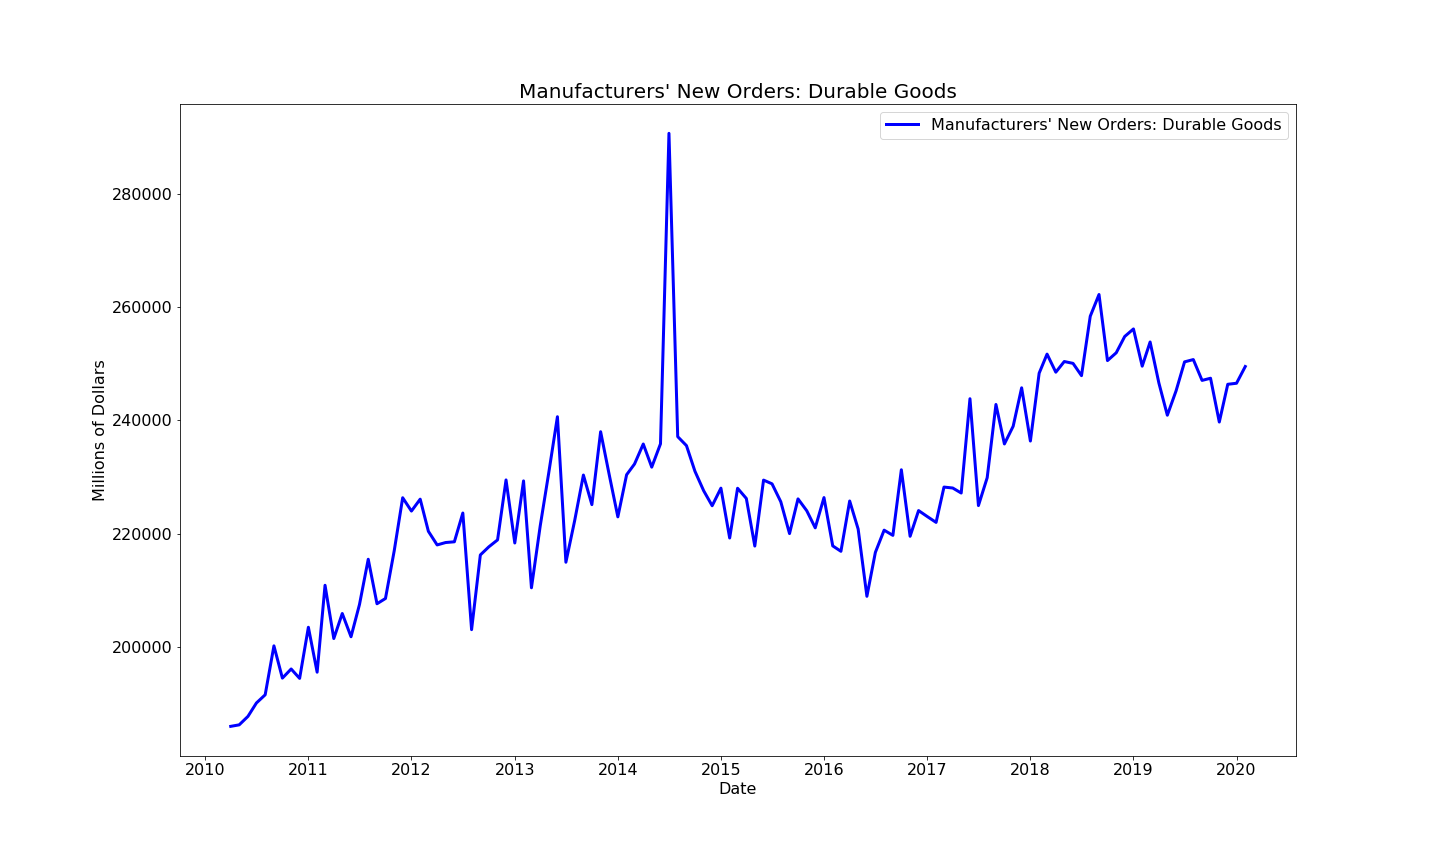 Manufacturers' New Orders: Durable Goods
Manufacturers' New Orders: Durable Goods
280000
260000
240000
220000
200000
Millions of Dollars
2010 2011 2012 2013 2014 2015 2016 2017 2018 2019 2020
Date